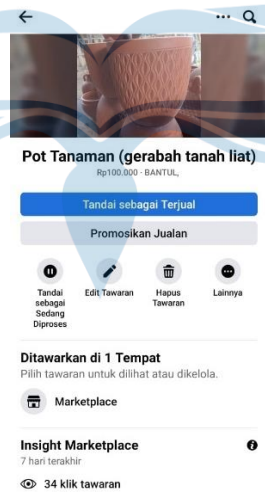 Pot Tanaman (gerabah tanah liat)
Rp100.000 · BANTUL,
Tandai sebagai Terjual
Promosikan Jualan
Tandai sebagai Sedang Diproses
Edit Tawaran
Hapus Tawaran
Lainnya
Ditawarkan di 1 Tempat
Pilih tawaran untuk dilihat atau dikelola.
Marketplace
Insight Marketplace
7 hari terakhir
34 klik tawaran